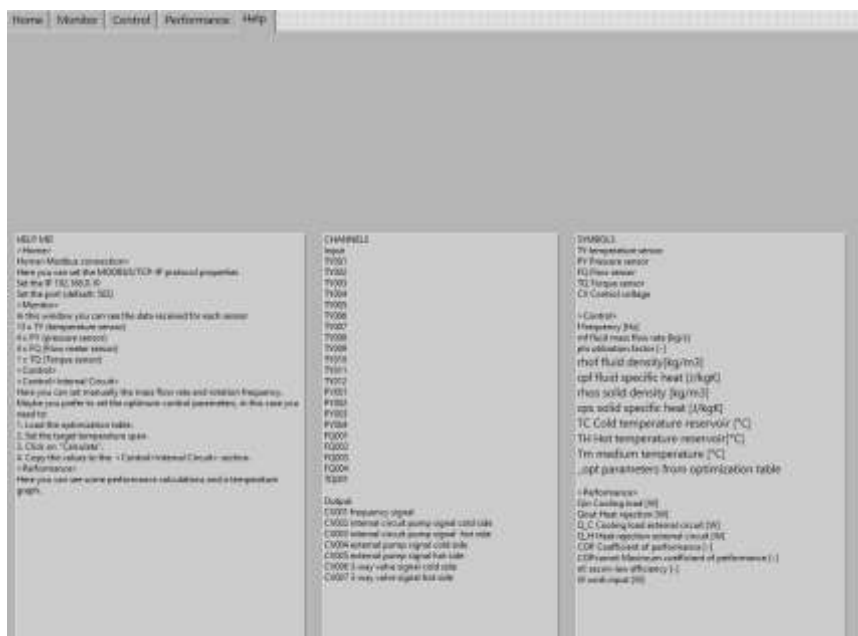 Home
Monitor
Control
Performance
Help
HELP ME!
<Home>
Home>Modbus connection>
Here you can set the MODBUS/TCP-IP protocol properties.
Set the IP 192.168.0.
Set the port (default: 502)
<Monitor>
In this window you can see the data received for each sensor
TY (temperature sensor)
4 x PY (pressure sensor)
4 x FQ (Flow meter sensor)
1 x TQ (Torque sensor)
<Control>
<Control>Internal Circuit>
Here you can set manually the mass flow rate and rotation frequency.
Maybe you prefer to set the optimum control parameters, in this case you
need to:
1. Load the optimization table.
2. Set the target temperature span.
3. Click on "Calculate".
4. Copy the values to the <Control>Internal Circuit> section.
<Performance>
Here you can see some performance calculations and a temperature
graph.
CHANNELS
Input
TY001
TY002
TY003
TY004
TY005
TY006
TY007
TY008
TY009
TY010
TY011
TY012
PY001
PY002
PY003
PY004
FQ001
FQ002
FQ003
FQ004
TQ001
Output
CV001 frequency signal
CV002 internal circuit pump signal cold side
CV003 internal circuit pump signal hot side
CV004 external pump signal cold side
CV005 external pump signal hot side
CV006 3-way valve signal cold side
CV007 3-way valve signal hot side
SYMBOLS
TY temperature sensor
PY Pressure sensor
FQ Flow sensor
TQ Torque sensor
CV Control voltage
<Control>
f Frequency [Hz]
mf fluid mass flow rate [kg/s]
phi utilization factor [-]
rhof fluid density[kg/m3]
cpf fluid specific heat [J/kgK]
rhos solid density [kg/m3]
cps solid specific heat [J/kgK]
TC Cold temperature reservoir [°C]
TH Hot temperature reservoir[°C]
Tm medium temperature [°C]
_opt parameters from optimization table
<Performance>
Qin Cooling load [W]
Qout Heat rejection [W]
Q_C Cooling load external circuit [W]
Q_H Heat rejection external circuit [W]
COP Coefficient of performance [-]
COPcarnot Maximum coefficient of performance [-]
second-law efficiency [-]
W work input [W]